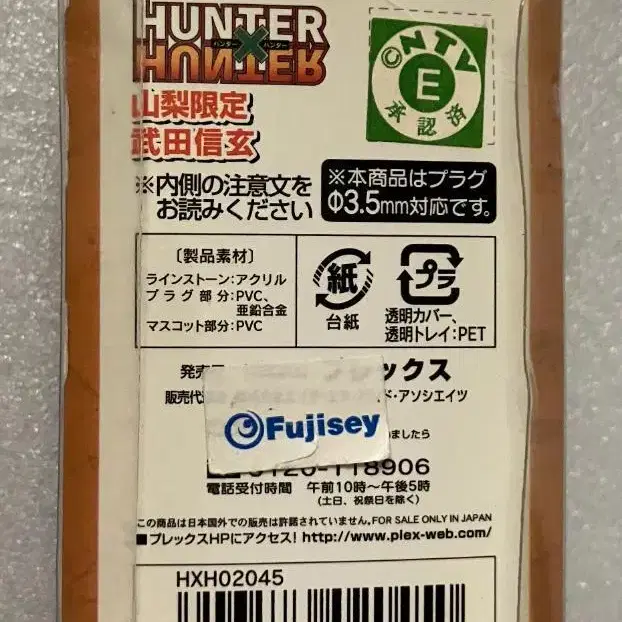 HUNTER
×
ハンター ハンター
HUNTER
山梨限定
武田信玄
©NTV
E
承認済
※内側の注意文を
お読みください
※本商品はプラグ
Φ3.5mm対応です。
〔製品素材〕
ラインストーン:アクリル
プラグ部分:PVC、
亜鉛合金
マスコット部分:PVC
紙
台紙
プラ
透明カバー、
透明トレイ:PET
発売元
ックス
販売代
ド・アソシエイツ
Fujisey
ましたら
0120-118906
電話受付時間 午前10時〜午後5時
(土日、祝祭日を除く)
この商品は日本国外での販売は許諾されていません。FOR SALE ONLY IN JAPAN
■プレックスHPにアクセス! http://www.plex-web.com/
HXH02045